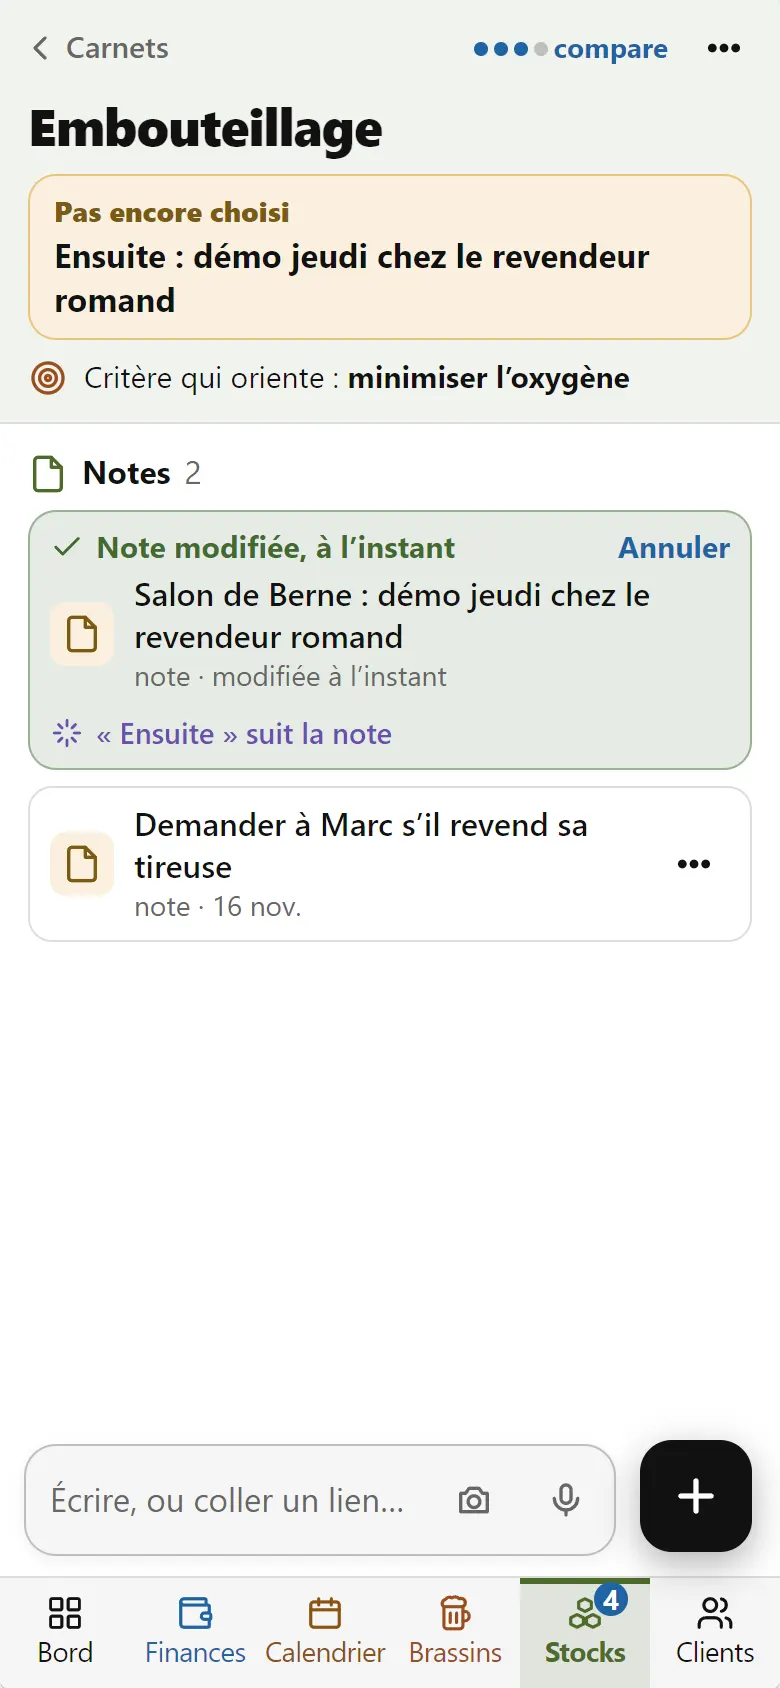 Carnets
compare
Embouteillage
Pas encore choisi
Ensuite : démo jeudi chez le revendeur
romand
Critère qui oriente : minimiser l’oxygène
Notes 2
Note modifiée, à l’instant
Annuler
Salon de Berne : démo jeudi chez le
revendeur romand
note · modifiée à l’instant
« Ensuite » suit la note
Demander à Marc s’il revend sa
tireuse
note · 16 nov.
Écrire, ou coller un lien...
4
Bord
Finances
Calendrier
Brassins
Stocks
Clients